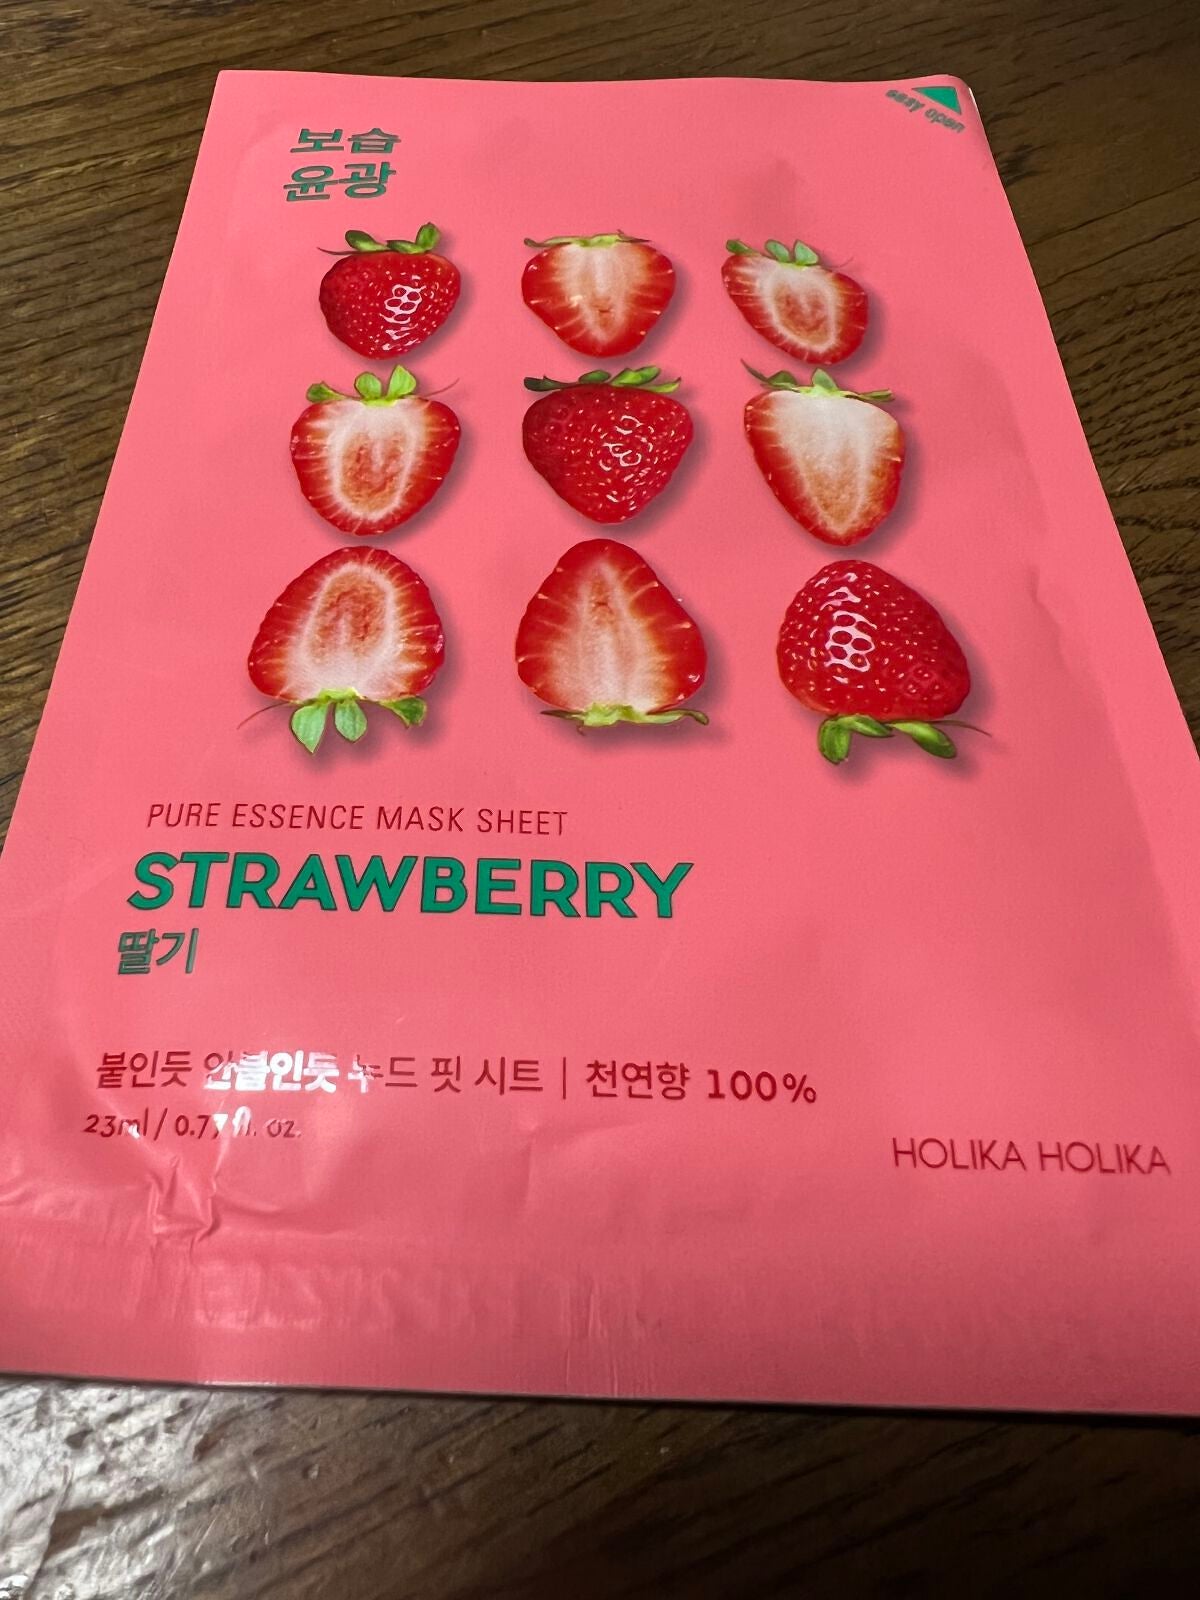 easy open
보습
윤광
PURE ESSENCE MASK SHEET
STRAWBERRY
딸기
붙인듯 안붙인듯 누드 핏 시트 | 천연향 100%
23ml / 0.77 fl. oz.
HOLIKA HOLIKA